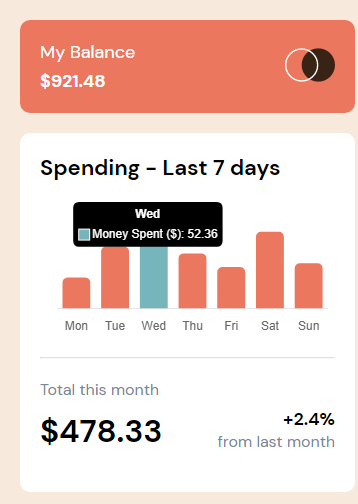 My Balance
$921.48
Spending - Last 7 days
Wed
Money Spent ($): 52.36
Mon Tue Wed Thu Fri Sat Sun
Total this month
$478.33
+2.4%
from last month